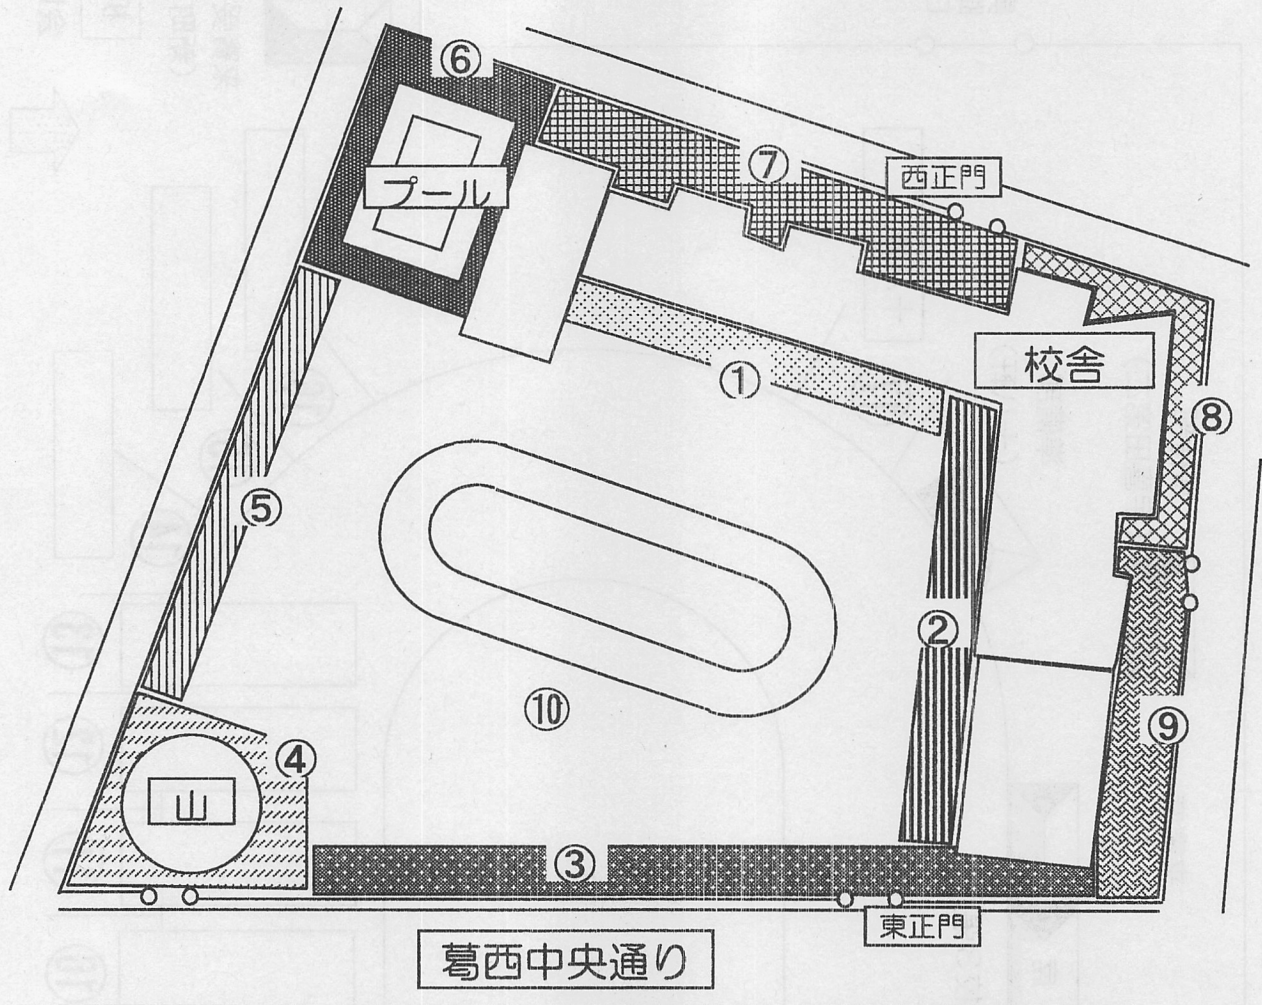 ⑥
⑦
西正門
プール
校舎
①
⑧
⑤
②
⑩
⑨
④
山
③
東正門
葛西中央通り